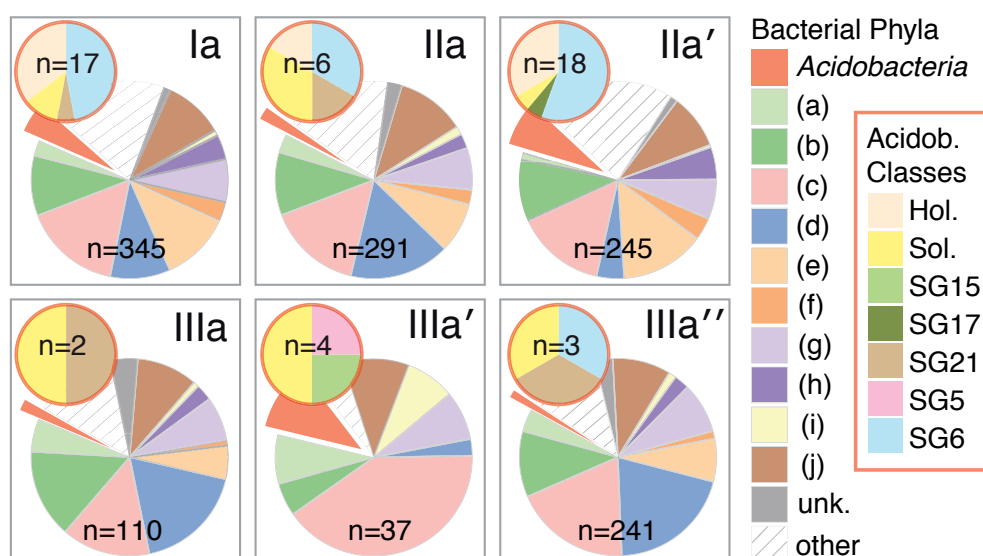 Ia
n=17
n=345
IIa
n=6
n=291
IIa′
n=18
n=245
IIIa
n=2
n=110
IIIa′
n=4
n=37
IIIa′′
n=3
n=241
Bacterial Phyla
Acidobacteria
(a)
(b)
(c)
(d)
(e)
(f)
(g)
(h)
(i)
(j)
unk.
other
Acidob.
Classes
Hol.
Sol.
SG15
SG17
SG21
SG5
SG6